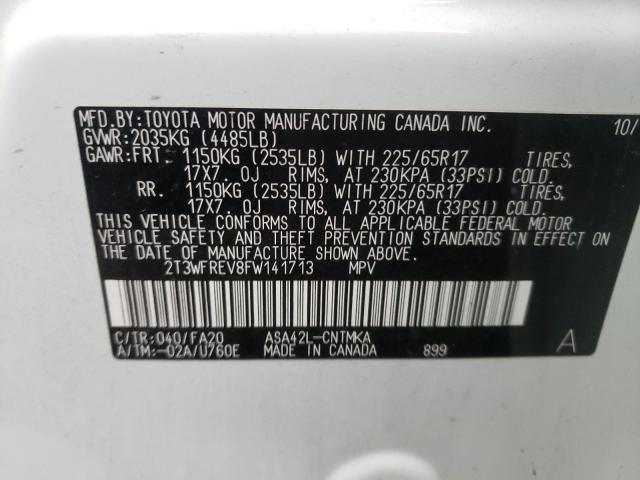 MFD.BY:TOYOTA MOTOR MANUFACTURING CANADA INC. 10/
GVWR:2035KG (4485LB)
GAWR:FRT. 1150KG (2535LB) WITH 225/65R17 TIRES,
17X7. 0J RIMS, AT 230KPA (33PSI) COLD.
RR. 1150KG (2535LB) WITH 225/65R17 TIRES,
17X7. 0J RIMS, AT 230KPA (33PSI) COLD.
THIS VEHICLE CONFORMS TO ALL APPLICABLE FEDERAL MOTOR
VEHICLE SAFETY AND THEFT PREVENTION STANDARDS IN EFFECT ON
THE DATE OF MANUFACTURE SHOWN ABOVE.
2T3WFREV8FW141713 MPV
C/TR:040/FA20 ASA42L-CNTMKA
A/TM:-02A/U760E MADE IN CANADA 899 A